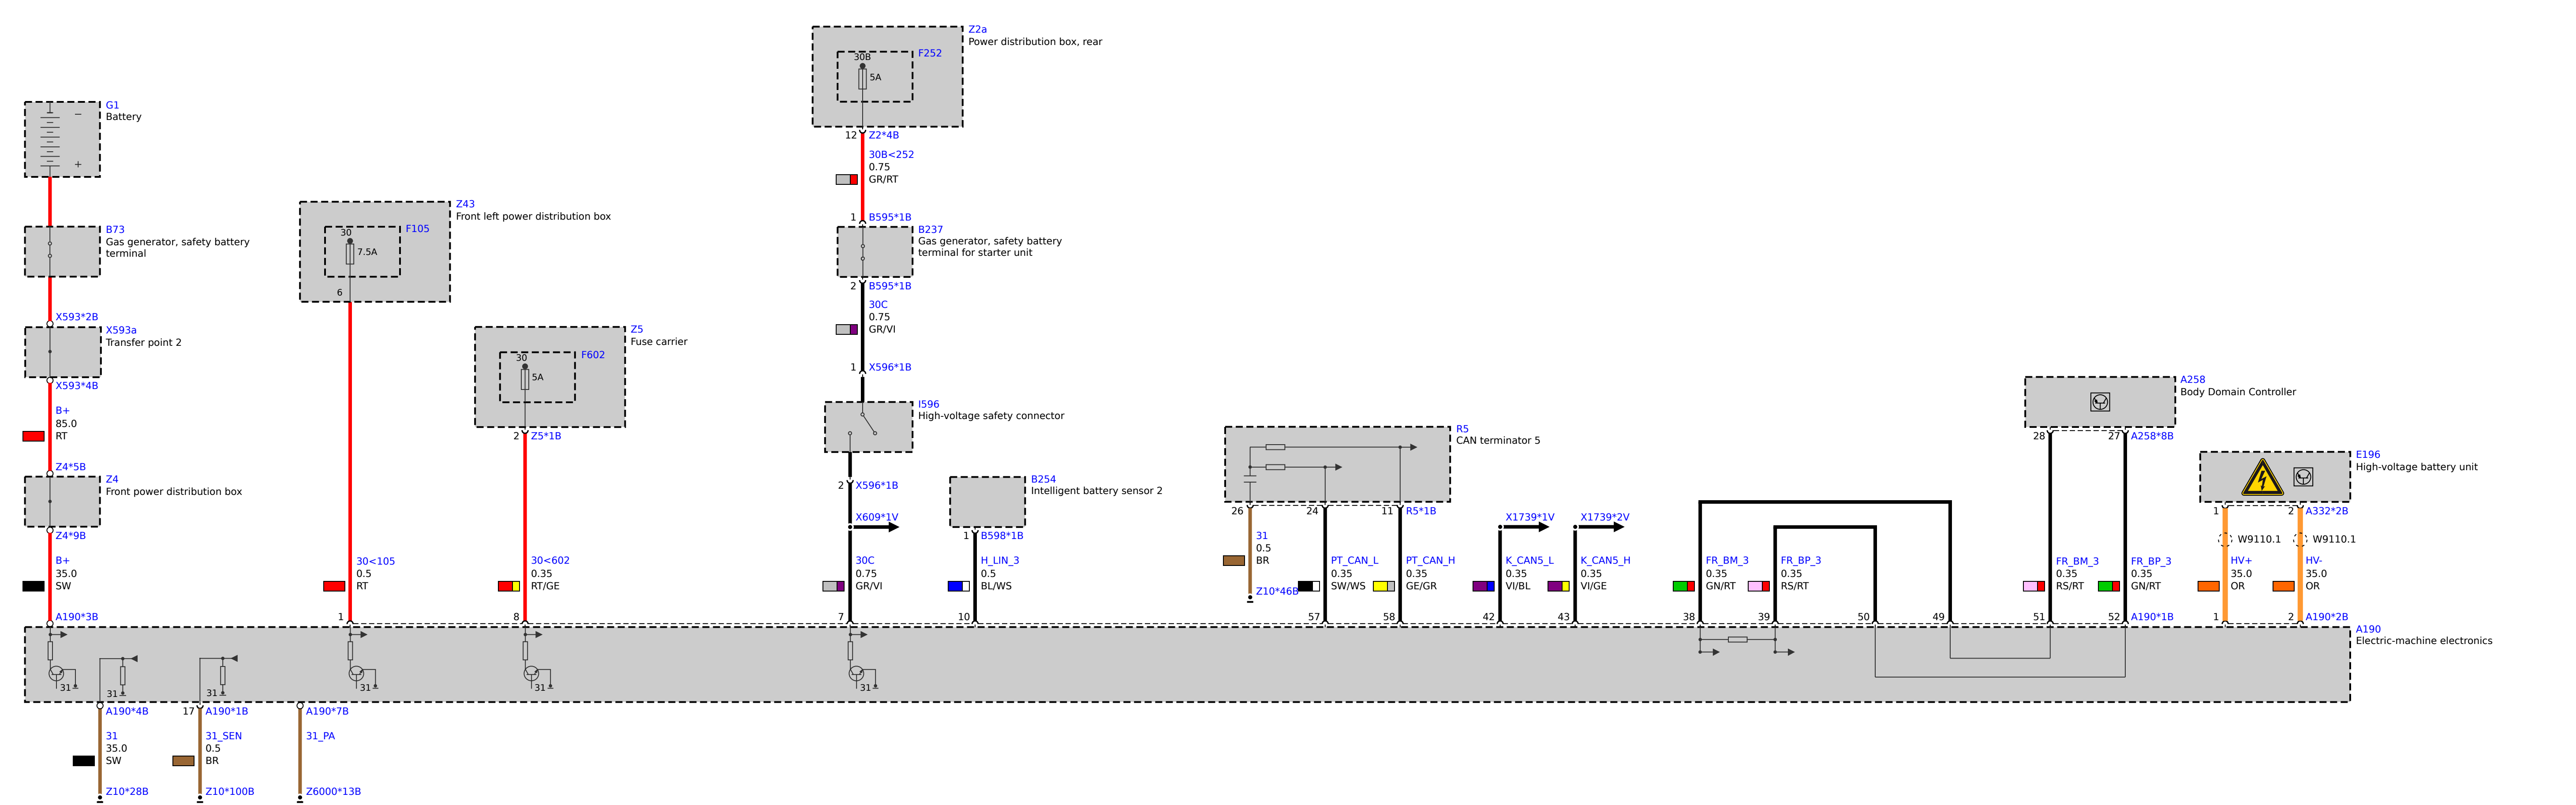 Z2a
Power distribution box, rear
F252
30B
5A
12
Z2*4B
30B<252
0.75
GR/RT
1
B595*1B
B237
Gas generator, safety battery
terminal for starter unit
2
B595*1B
30C
0.75
GR/VI
1
X596*1B
I596
High-voltage safety connector
2
X596*1B
X609*1V
30C
0.75
GR/VI
7
G1
Battery
−
+
B73
Gas generator, safety battery
terminal
X593*2B
X593a
Transfer point 2
X593*4B
B+
85.0
RT
Z4*5B
Z4
Front power distribution box
Z4*9B
B+
35.0
SW
A190*3B
Z43
Front left power distribution box
F105
30
7.5A
6
30<105
0.5
RT
1
Z5
Fuse carrier
F602
30
5A
2
Z5*1B
30<602
0.35
RT/GE
8
B254
Intelligent battery sensor 2
1
B598*1B
H_LIN_3
0.5
BL/WS
10
R5
CAN terminator 5
26
24
11
R5*1B
31
0.5
BR
Z10*46B
PT_CAN_L
0.35
SW/WS
57
PT_CAN_H
0.35
GE/GR
58
X1739*1V
K_CAN5_L
0.35
VI/BL
42
X1739*2V
K_CAN5_H
0.35
VI/GE
43
FR_BM_3
0.35
GN/RT
38
FR_BP_3
0.35
RS/RT
39
50
49
A258
Body Domain Controller
28
27
A258*8B
FR_BM_3
0.35
RS/RT
51
FR_BP_3
0.35
GN/RT
52
A190*1B
E196
High-voltage battery unit
1
2
A332*2B
W9110.1
W9110.1
HV+
35.0
OR
1
HV-
35.0
OR
2
A190*2B
A190
Electric-machine electronics
31
31
31
31
31
31
A190*4B
31
35.0
SW
Z10*28B
17
A190*1B
31_SEN
0.5
BR
Z10*100B
A190*7B
31_PA
Z6000*13B